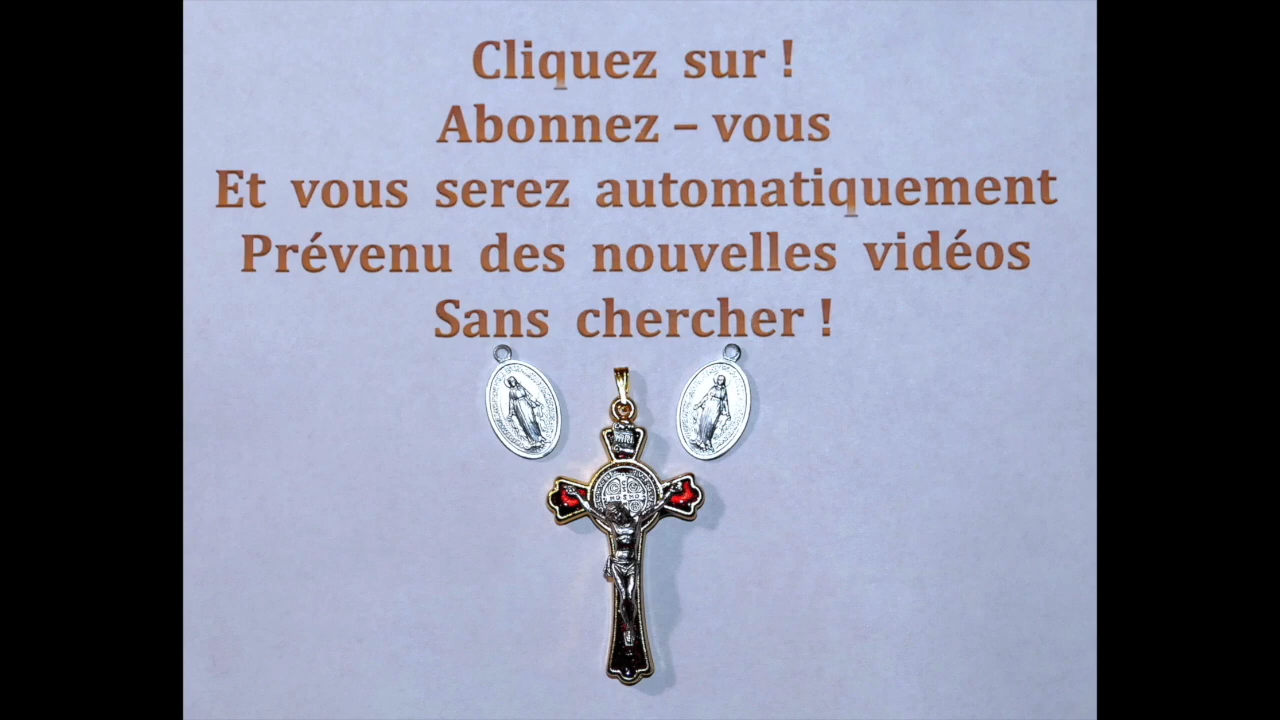 Cliquez sur !
Abonnez – vous
Et vous serez automatiquement
Prévenu des nouvelles vidéos
Sans chercher !